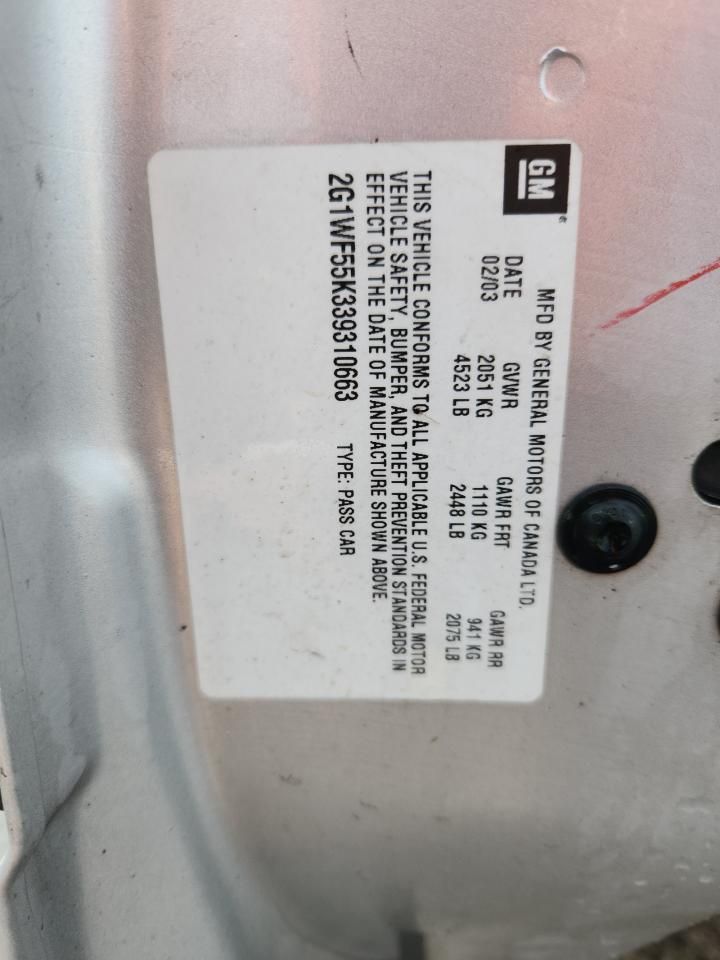 GM
MFD BY GENERAL MOTORS OF CANADA LTD.
DATE GVWR GAWR FRT GAWR RR
02/03 2051 KG 1110 KG 941 KG
4523 LB 2448 LB 2075 LB
THIS VEHICLE CONFORMS TO ALL APPLICABLE U.S. FEDERAL MOTOR
VEHICLE SAFETY, BUMPER, AND THEFT PREVENTION STANDARDS IN
EFFECT ON THE DATE OF MANUFACTURE SHOWN ABOVE.
2G1WF55K339310663 TYPE: PASS CAR